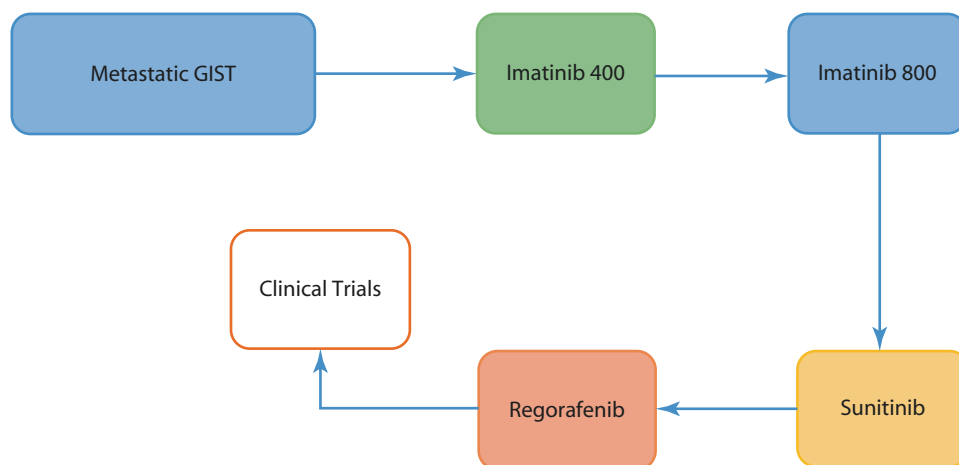 Metastatic GIST
Imatinib 400
Imatinib 800
Clinical Trials
Regorafenib
Sunitinib